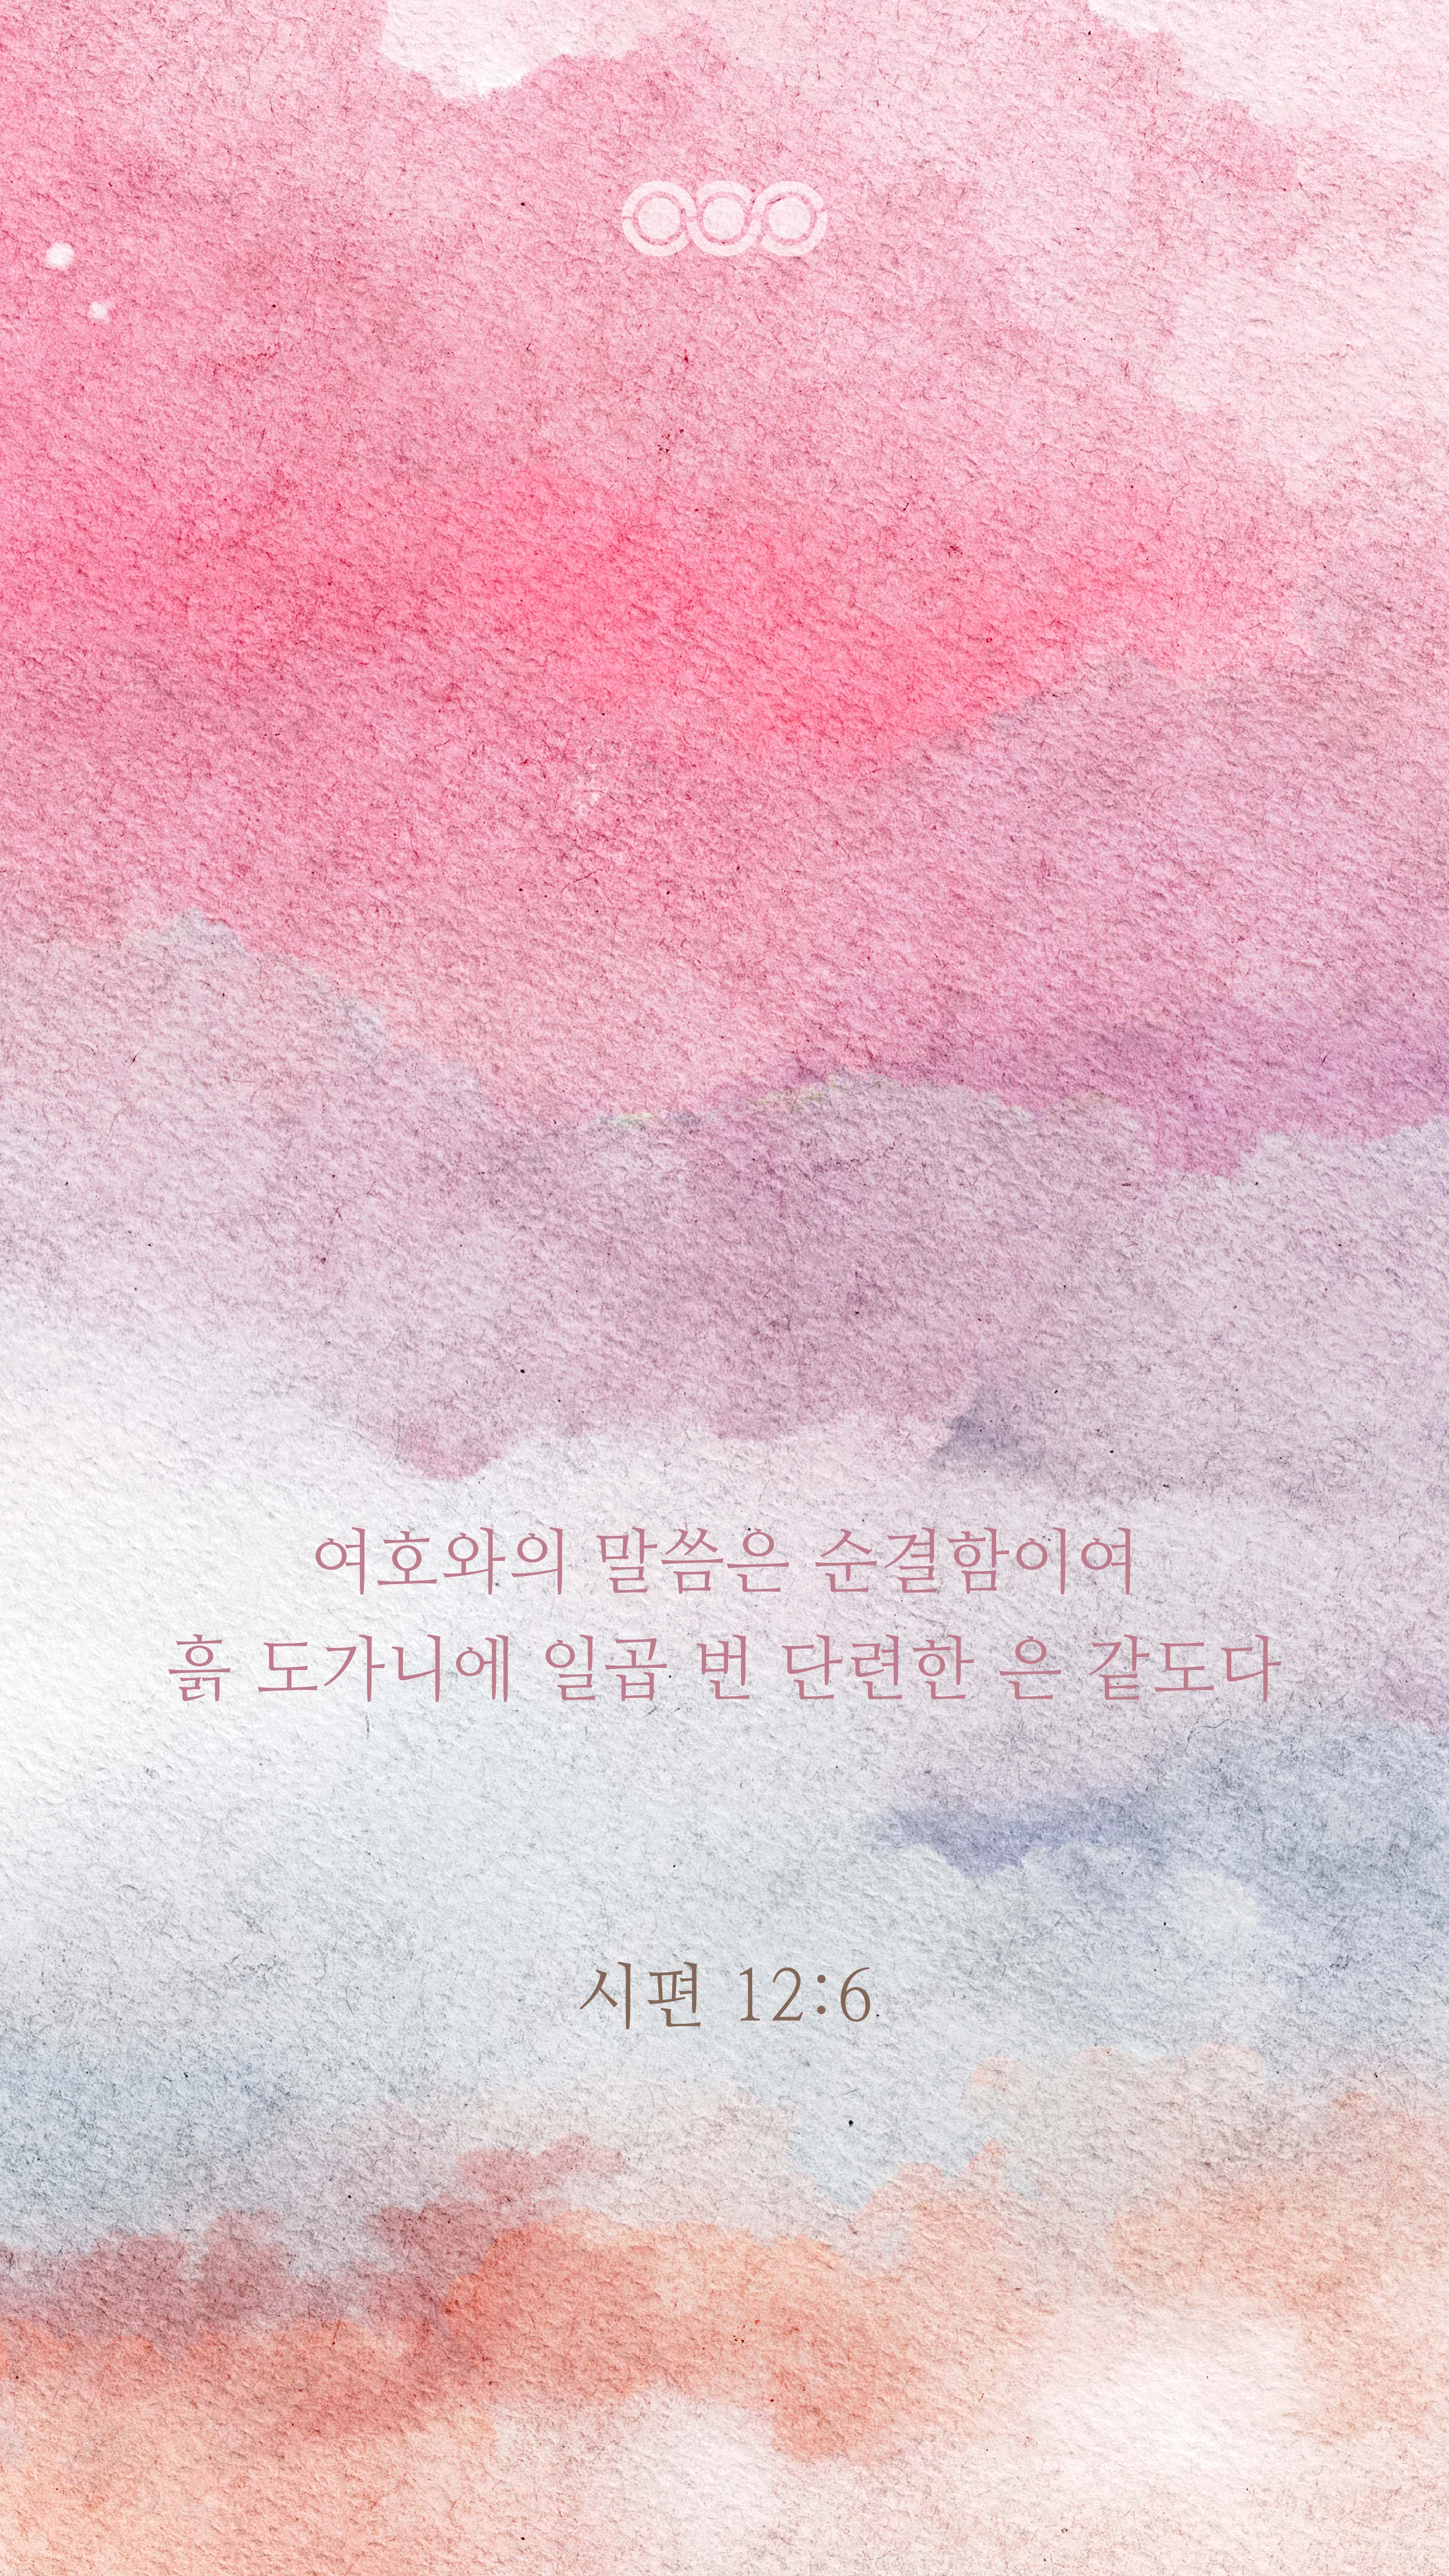 여호와의 말씀은 순결함이여
흙 도가니에 일곱 번 단련한 은 같도다
시편 12:6